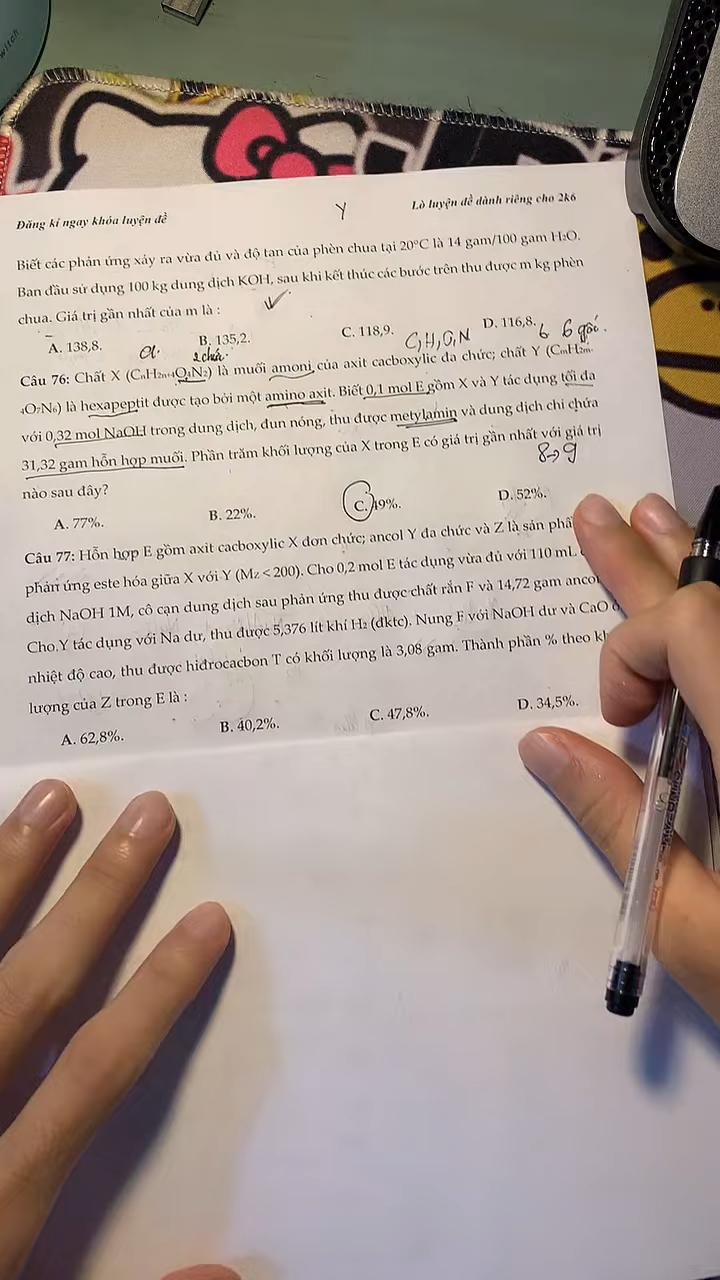 witch
Đăng kí ngay khóa luyện đề
Y
Lò luyện đề dành riêng cho 2k6
Biết các phản ứng xảy ra vừa đủ và độ tan của phèn chua tại 20°C là 14 gam/100 gam H₂O.
Ban đầu sử dụng 100 kg dung dịch KOH, sau khi kết thúc các bước trên thu được m kg phèn
chua. Giá trị gần nhất của m là :
A. 138,8. B. 135,2. C. 118,9. D. 116,8.
a. 2 chức. C, H, O, N 6 6 gốc.
Câu 76: Chất X (CₙH₂ₙ₊₄O₄N₂) là muối amoni của axit cacboxylic đa chức; chất Y (CₘH₂ₘ₋
₄O₇N₆) là hexapeptit được tạo bởi một amino axit. Biết 0,1 mol E gồm X và Y tác dụng tối đa
với 0,32 mol NaOH trong dung dịch, đun nóng, thu được metylamin và dung dịch chỉ chứa
31,32 gam hỗn hợp muối. Phần trăm khối lượng của X trong E có giá trị gần nhất với giá trị
8→9
nào sau đây?
A. 77%. B. 22%. C. 49%. D. 52%.
Câu 77: Hỗn hợp E gồm axit cacboxylic X đơn chức; ancol Y đa chức và Z là sản
phản ứng este hóa giữa X với Y (Mz < 200). Cho 0,2 mol E tác dụng vừa đủ với 110 mL
dịch NaOH 1M, cô cạn dung dịch sau phản ứng thu được chất rắn F và 14,72 gam
Cho Y tác dụng với Na dư, thu được 5,376 lít khí H₂ (đktc). Nung F với NaOH dư và CaO
nhiệt độ cao, thu được hiđrocacbon T có khối lượng là 3,08 gam. Thành phần % theo
lượng của Z trong E là :
A. 62,8%. B. 40,2%. C. 47,8%. D. 34,5%.